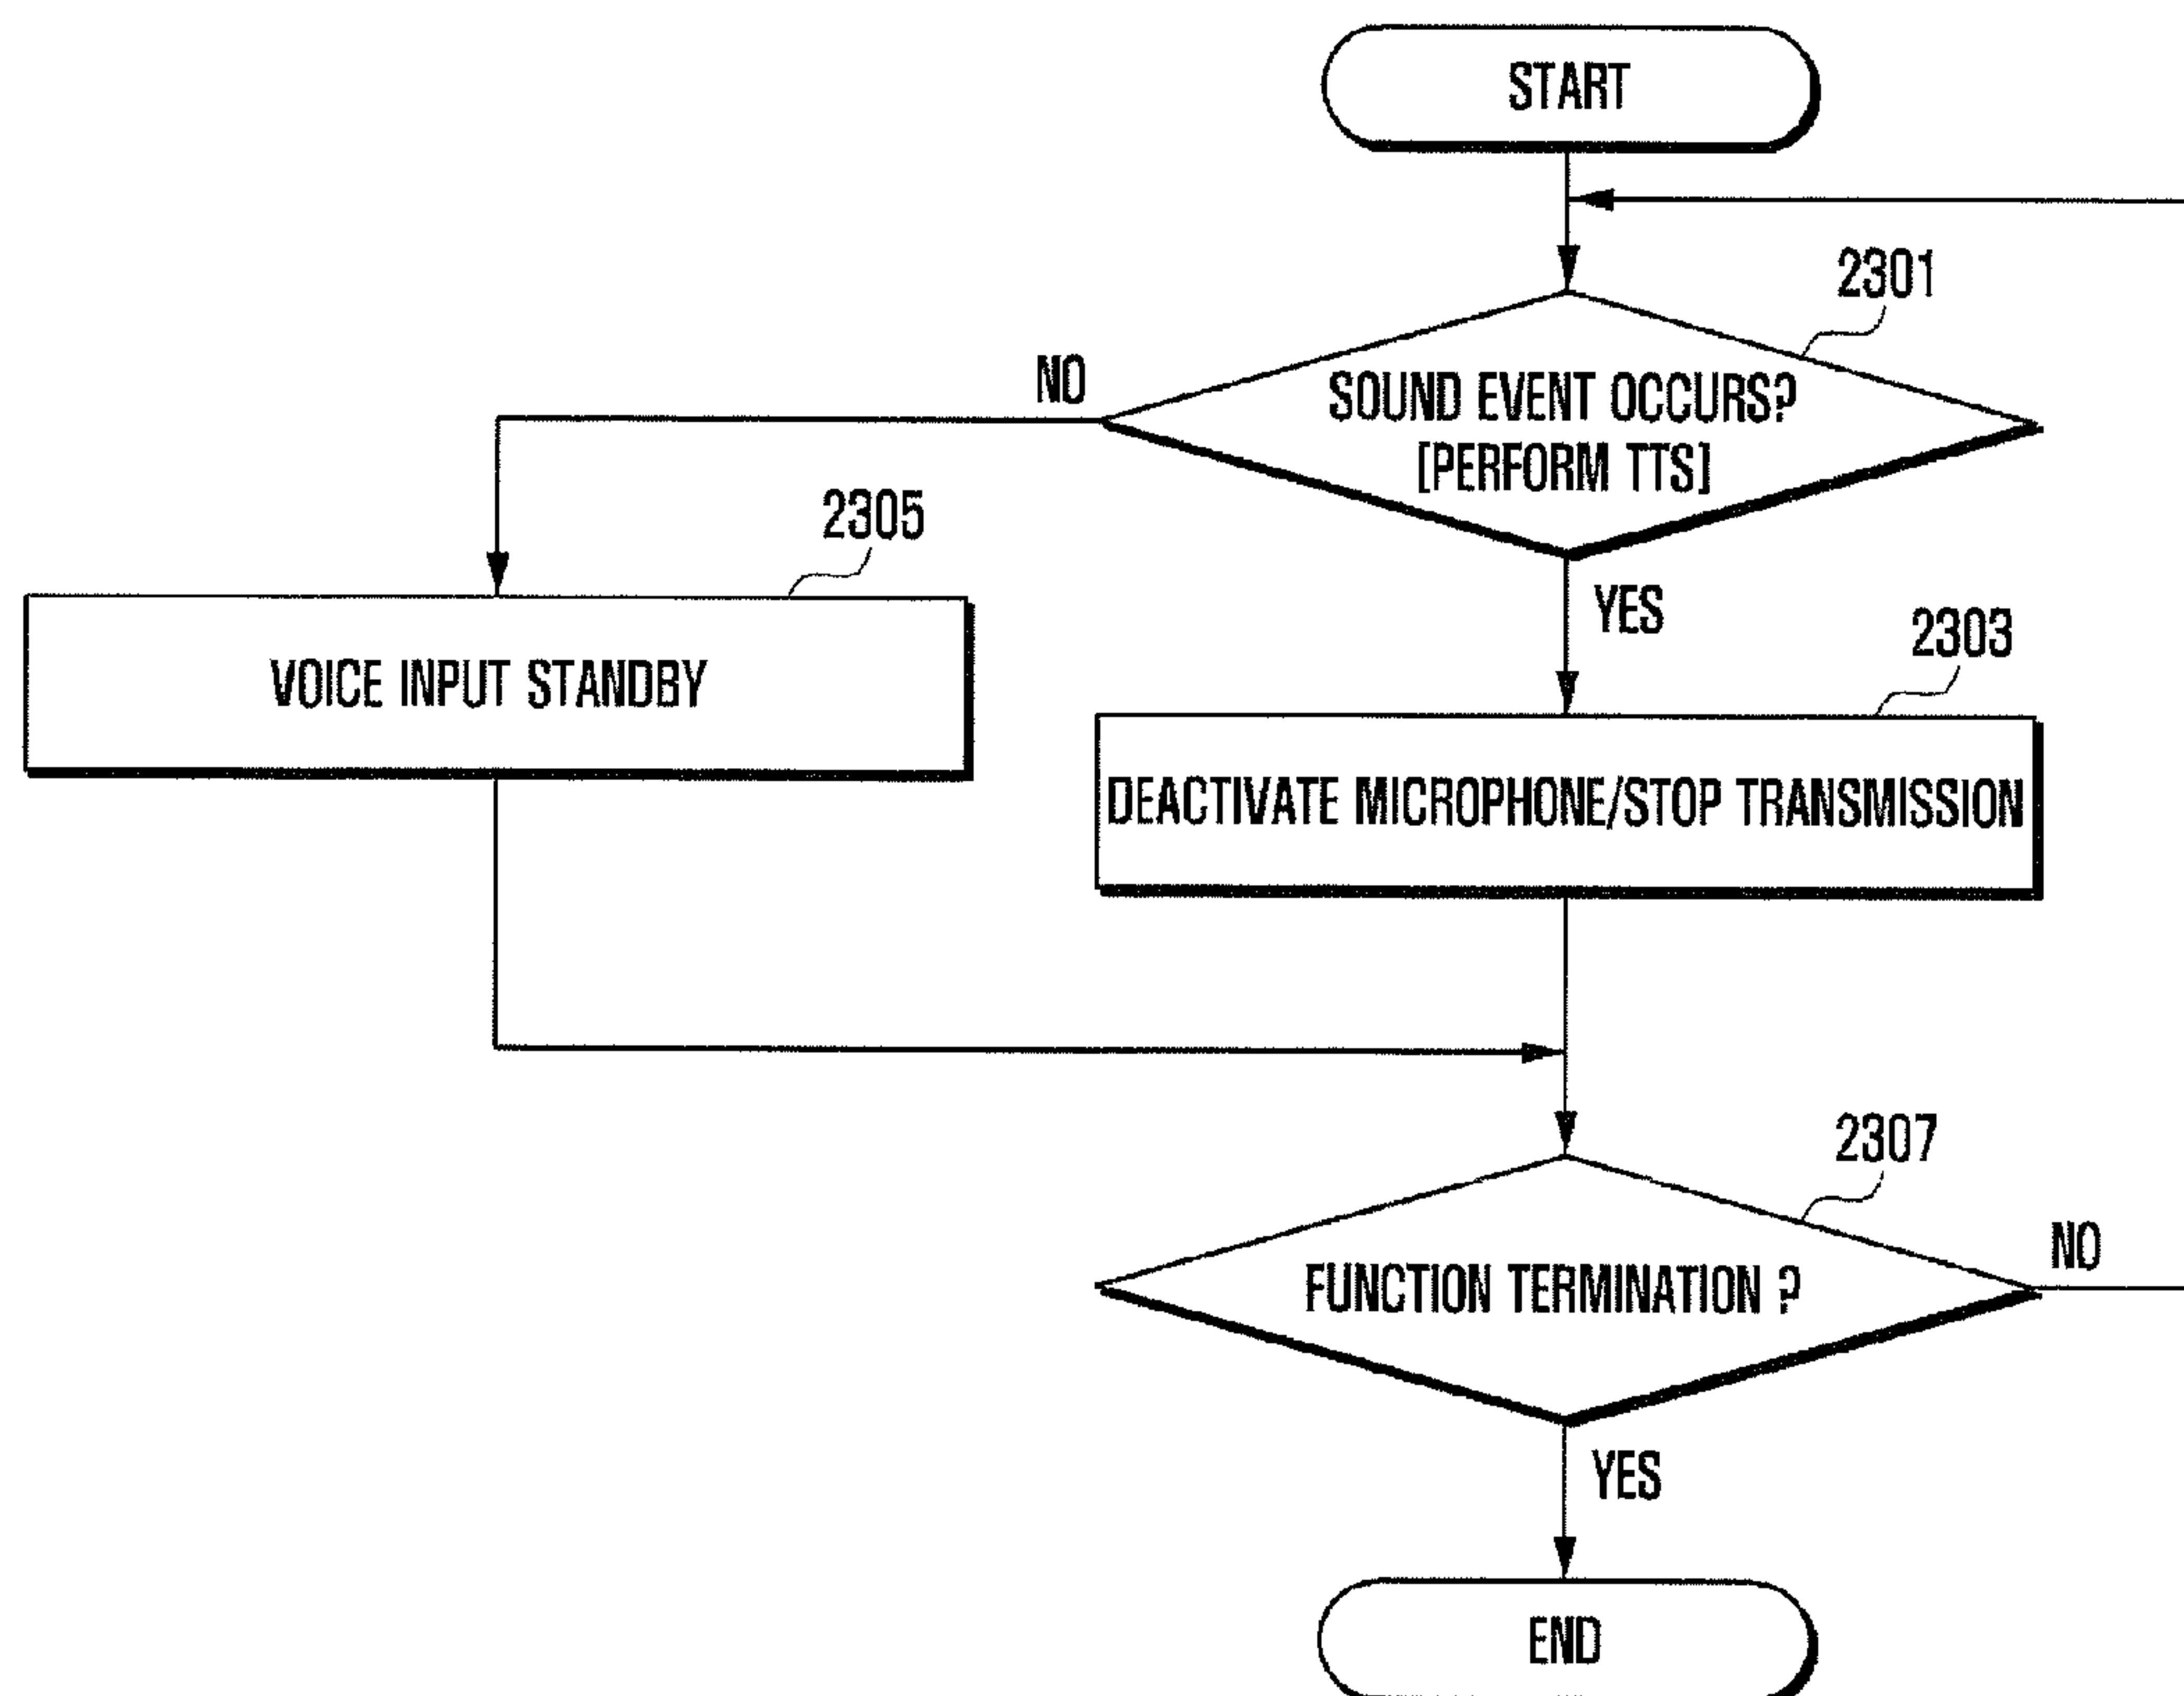 START
2301
NO
SOUND EVENT OCCURS?
[PERFORM TTS]
2305
YES
2303
VOICE INPUT STANDBY
DEACTIVATE MICROPHONE/STOP TRANSMISSION
2307
NO
FUNCTION TERMINATION ?
YES
END